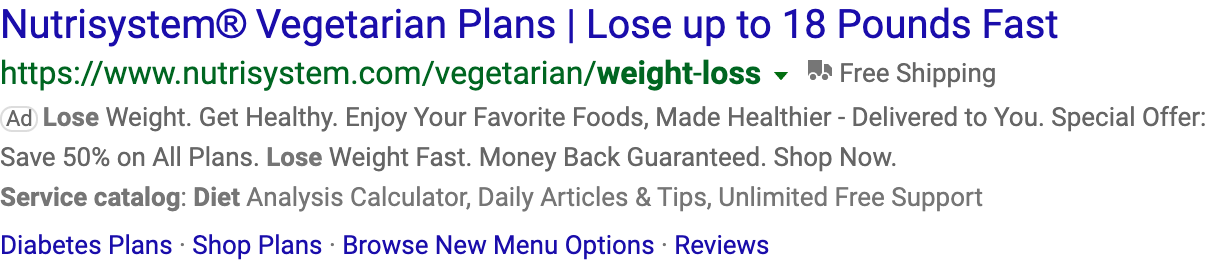 Nutrisystem® Vegetarian Plans | Lose up to 18 Pounds Fast
https://www.nutrisystem.com/vegetarian/weight-loss Free Shipping
Ad Lose Weight. Get Healthy. Enjoy Your Favorite Foods, Made Healthier - Delivered to You. Special Offer:
Save 50% on All Plans. Lose Weight Fast. Money Back Guaranteed. Shop Now.
Service catalog: Diet Analysis Calculator, Daily Articles & Tips, Unlimited Free Support
Diabetes Plans · Shop Plans · Browse New Menu Options · Reviews